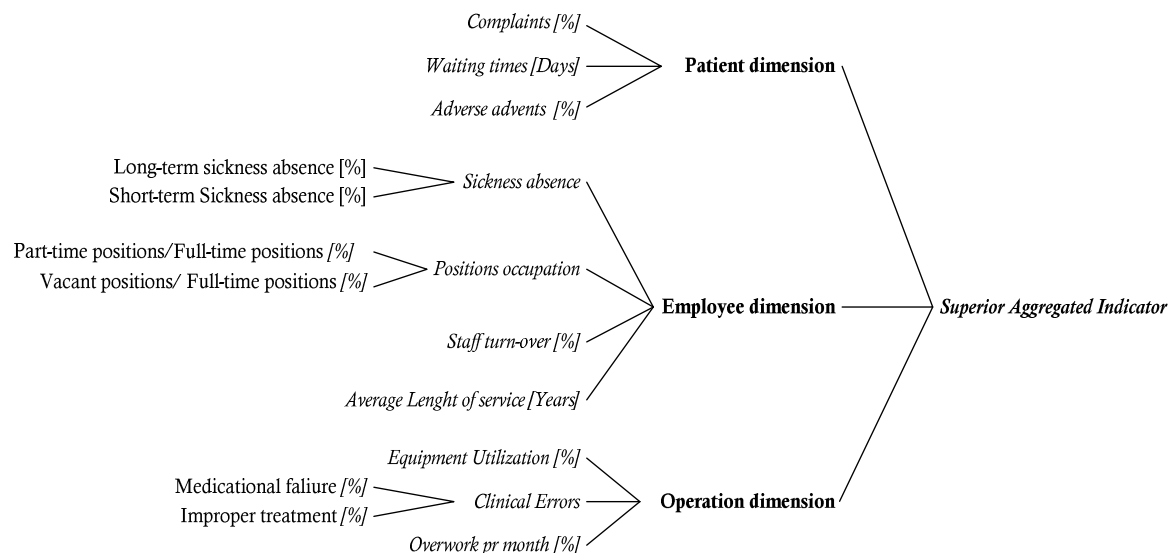 Complaints [%]
Waiting times [Days]
Adverse advents [%]
Patient dimension
Long-term sickness absence [%]
Short-term Sickness absence [%]
Sickness absence
Part-time positions/Full-time positions [%]
Vacant positions/ Full-time positions [%]
Positions occupation
Staff turn-over [%]
Average Lenght of service [Years]
Employee dimension
Superior Aggregated Indicator
Equipment Utilization [%]
Medicational faliure [%]
Improper treatment [%]
Clinical Errors
Overwork pr month [%]
Operation dimension